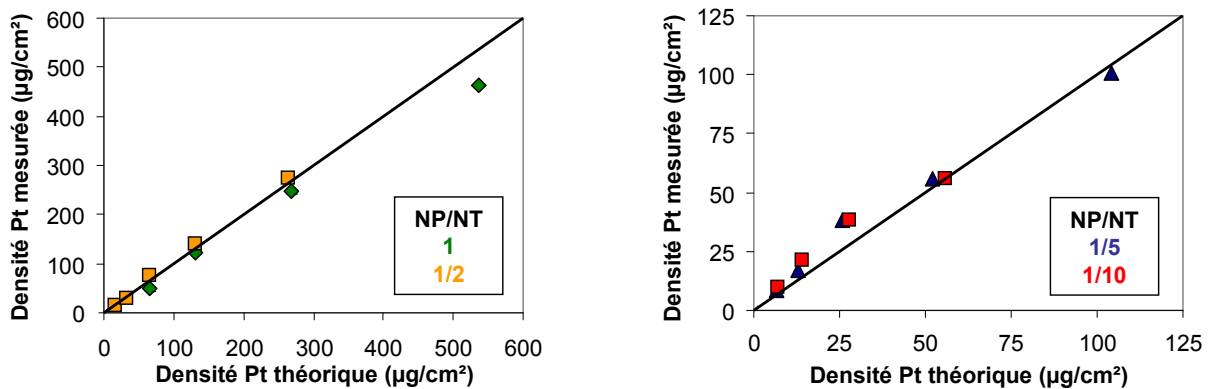 Densité Pt mesurée (µg/cm²)
600
500
400
300
200
100
0
0 100 200 300 400 500 600
Densité Pt théorique (µg/cm²)
NP/NT
1
1/2
Densité Pt mesurée (µg/cm²)
125
100
75
50
25
0
0 25 50 75 100 125
Densité Pt théorique (µg/cm²)
NP/NT
1/5
1/10